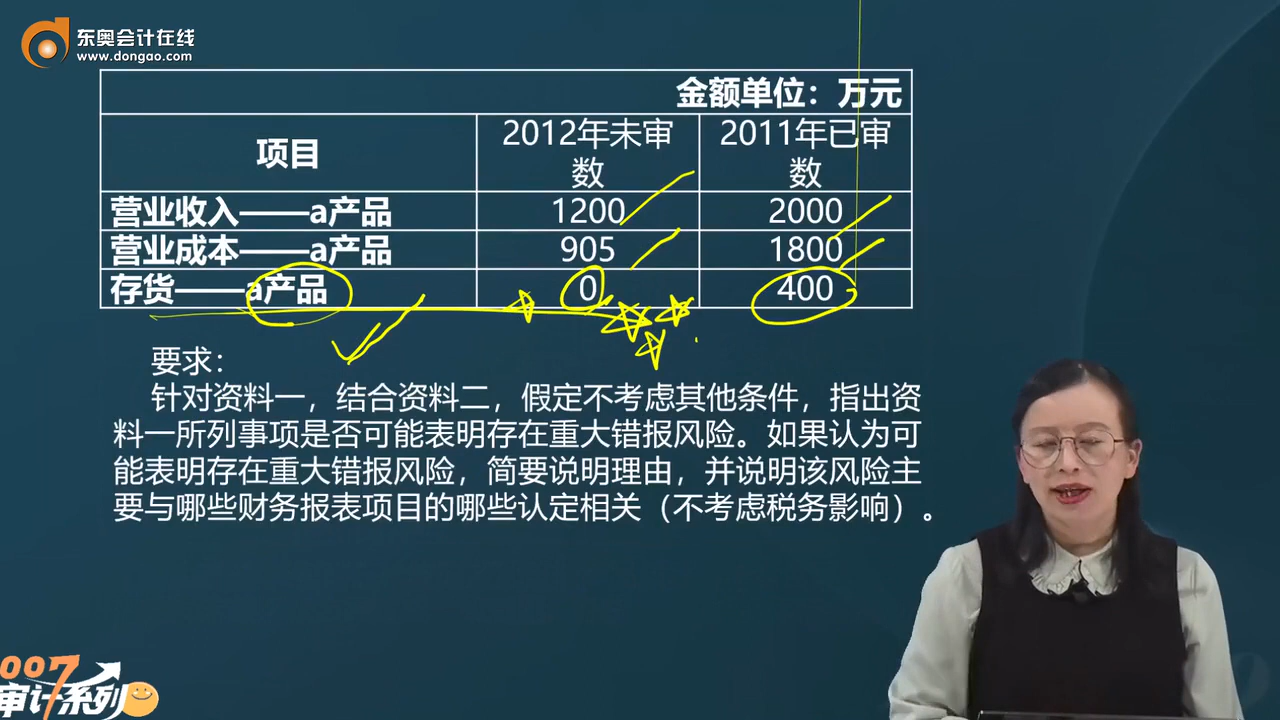 东奥会计在线
www.dongao.com
金额单位：万元
项目
2012年未审
数
2011年已审
数
营业收入——a产品
1200
2000
营业成本——a产品
905
1800
存货——a产品
0
400
要求：
针对资料一，结合资料二，假定不考虑其他条件，指出资
料一所列事项是否可能表明存在重大错报风险。如果认为可
能表明存在重大错报风险，简要说明理由，并说明该风险主
要与哪些财务报表项目的哪些认定相关（不考虑税务影响）。
007
审计系列